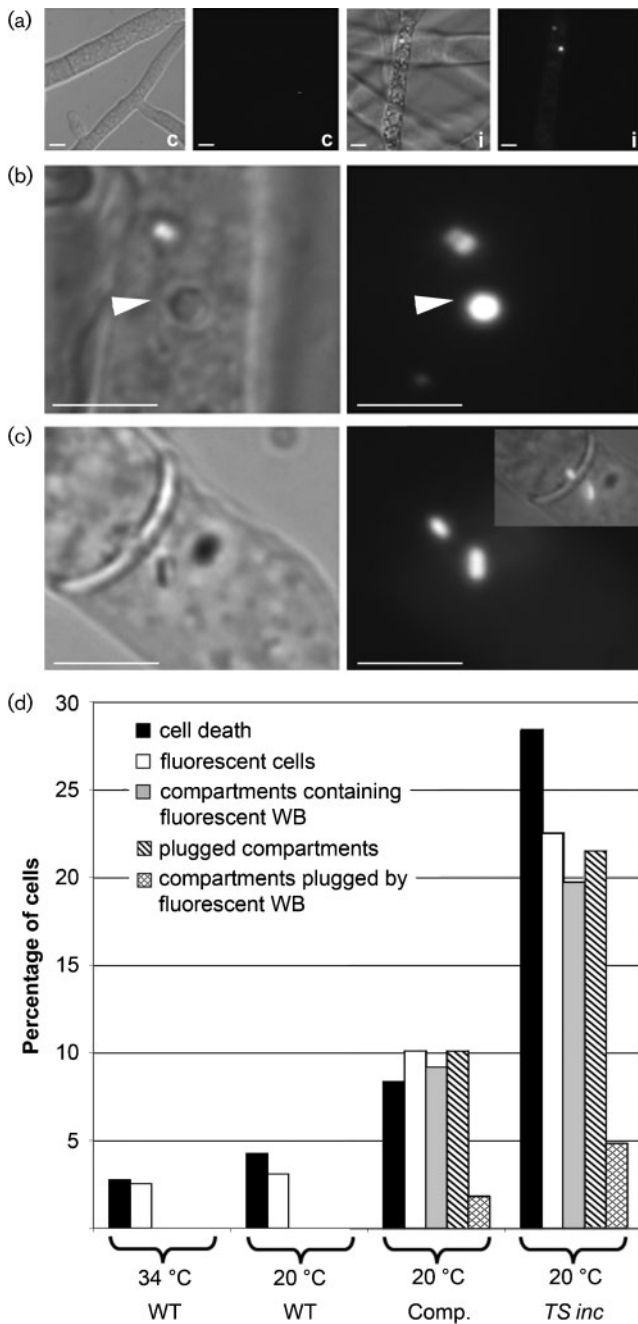 (a)
c
c
i
i
(b)
(c)
(d)
30
25
20
15
10
5
Percentage of cells
cell death
fluorescent cells
compartments containing
fluorescent WB
plugged compartments
compartments plugged by
fluorescent WB
34 °C
20 °C
20 °C
20 °C
WT
WT
Comp.
TS inc